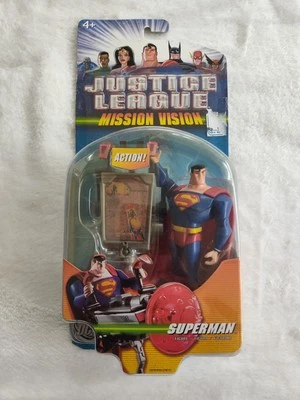 4+
JUSTICE
LEAGUE
MISSION VISION
ACTION!
SUPERMAN